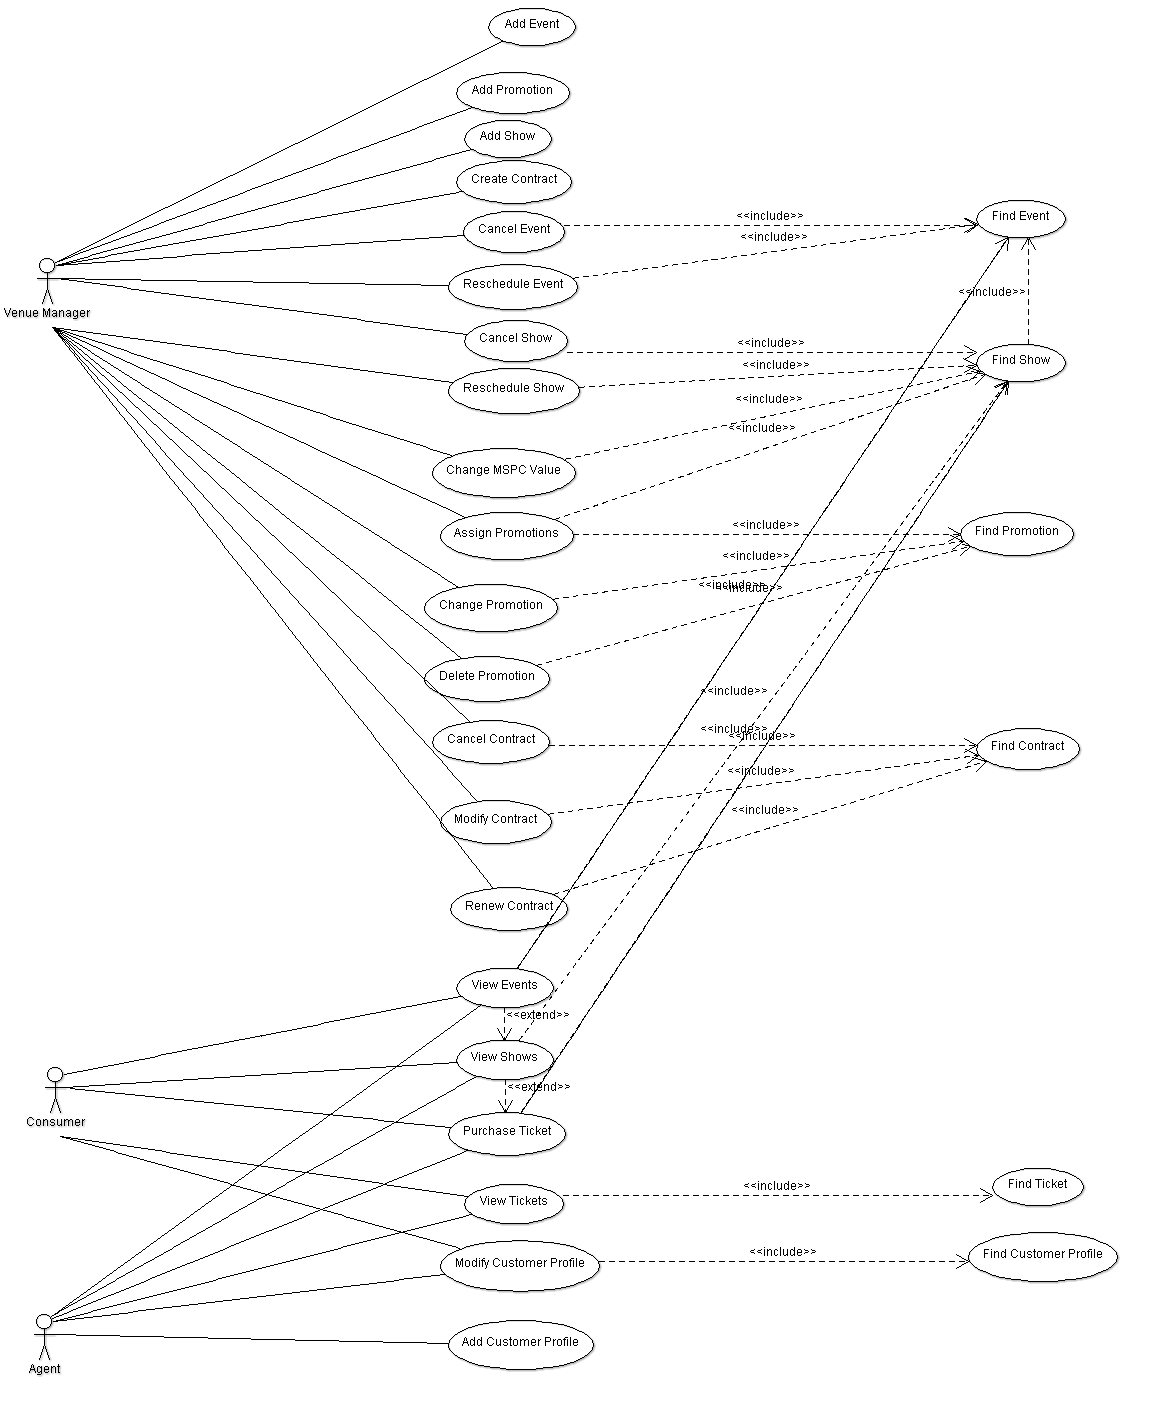 Add Event
Add Promotion
Add Show
Create Contract
Cancel Event
<<include>>
Find Event
<<include>>
Venue Manager
Reschedule Event
<<include>>
Cancel Show
<<include>>
Find Show
<<include>>
Reschedule Show
<<include>>
<<include>>
Change MSPC Value
Assign Promotions
<<include>>
Find Promotion
<<include>>
<<include>>
<<include>>
Change Promotion
Delete Promotion
<<include>>
<<include>>
<<include>>
Cancel Contract
Find Contract
<<include>>
<<include>>
Modify Contract
Renew Contract
View Events
<<extend>>
View Shows
<<extend>>
Consumer
Purchase Ticket
View Tickets
<<include>>
Find Ticket
Modify Customer Profile
<<include>>
Find Customer Profile
Add Customer Profile
Agent